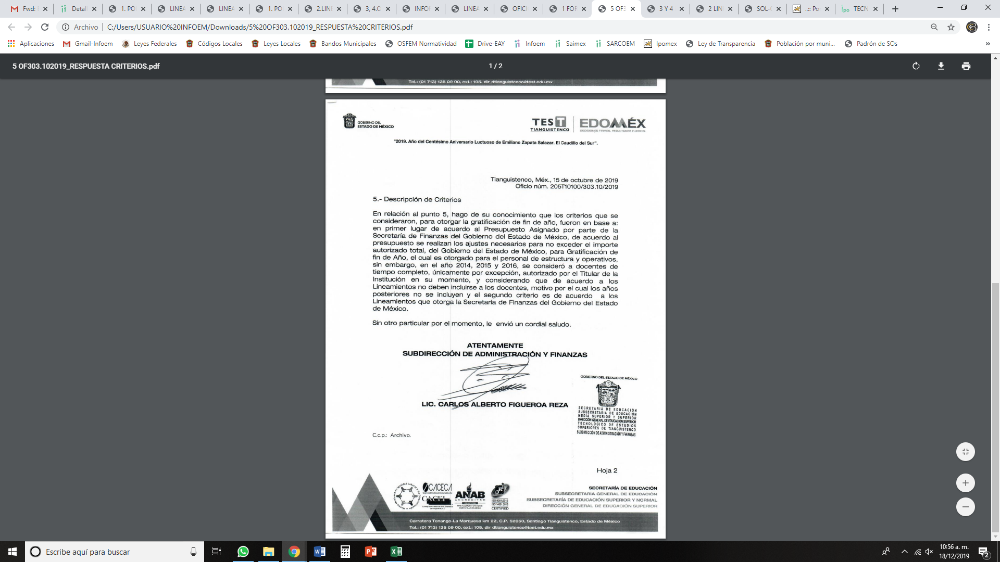 Fwd:
Detall
1. PO
LINEA
LINEA
1. PO
2.LINE
3, 4.O
INFOI
LINEA
OFICI
1 FOR
5 OF3
3 Y 4
2 LIN
SOL-
..:: Po
TECN
Archivo | C:/Users/USUARIO%20INFOEM/Downloads/5%20OF303.102019_RESPUESTA%20CRITERIOS.pdf
Aplicaciones
Gmail-Infoem
Leyes Federales
Códigos Locales
Leyes Locales
Bandos Municipales
OSFEM Normatividad
Drive-EAY
Infoem
Saimex
SARCOEM
Ipomex
Ley de Transparencia
Población por muni...
Padrón de SOs
»
5 OF303.102019_RESPUESTA CRITERIOS.pdf
1 / 2
Tel.: (01 713) 135 09 00, ext.: 105. dir_dtianguistenco@test.edu.mx
GOBIERNO DEL
ESTADO DE MÉXICO
TEST
TIANGUISTENCO
EDOMÉX
DECISIONES FIRMES, RESULTADOS FUERTES.
"2019. Año del Centésimo Aniversario Luctuoso de Emiliano Zapata Salazar. El Caudillo del Sur".
Tianguistenco, Méx., 15 de octubre de 2019
Oficio núm. 205T10100/303.10/2019
5.- Descripción de Criterios
En relación al punto 5, hago de su conocimiento que los criterios que se
consideraron, para otorgar la gratificación de fin de año, fueron en base a:
en primer lugar de acuerdo al Presupuesto Asignado por parte de la
Secretaría de Finanzas del Gobierno del Estado de México, de acuerdo al
presupuesto se realizan los ajustes necesarios para no exceder el importe
autorizado total, del Gobierno del Estado de México, para Gratificación de
fin de Año, el cual es otorgado para el personal de estructura y operativos,
sin embargo, en el año 2014, 2015 y 2016, se consideró a docentes de
tiempo completo, únicamente por excepción, autorizado por el Titular de la
Institución en su momento, y considerando que de acuerdo a los
Lineamientos no deben incluirse a los docentes, motivo por el cual los años
posteriores no se incluyen y el segundo criterio es de acuerdo a los
Lineamientos que otorga la Secretaría de Finanzas del Gobierno del Estado
de México.
Sin otro particular por el momento, le envió un cordial saludo.
ATENTAMENTE
SUBDIRECCIÓN DE ADMINISTRACIÓN Y FINANZAS
LIC. CARLOS ALBERTO FIGUEROA REZA
GOBIERNO DEL ESTADO DE MÉXICO
SECRETARIA DE EDUCACIÓN
SUBSECRETARIA DE EDUCACIÓN
MEDIA SUPERIOR Y SUPERIOR
DIRECCIÓN GENERAL DE EDUCACIÓN SUPERIOR
TECNOLOGICO DE ESTUDIOS
SUPERIORES DE TIANGUISTENCO
SUBDIRECCIÓN DE ADMINISTRACIÓN Y FINANZAS
C.c.p.: Archivo.
Hoja 2
CACECA
CACEI
ANAB
ACCREDITED
MANAGEMENT SYSTEMS
CERTIFICATION BODY
ISO 9001:2015
ISO 14001:2015
CERTIFIED
SECRETARÍA DE EDUCACIÓN
SUBSECRETARÍA GENERAL DE EDUCACIÓN
SUBSECRETARÍA DE EDUCACIÓN SUPERIOR Y NORMAL
DIRECCIÓN GENERAL DE EDUCACIÓN SUPERIOR
Carretera Tenango-La Marquesa km 22, C.P. 52650, Santiago Tianguistenco, Estado de México
Tel.: (01 713) 135 09 00, ext.: 105. dir_dtianguistenco@test.edu.mx
Escribe aquí para buscar
10:56 a. m.
18/12/2019
2